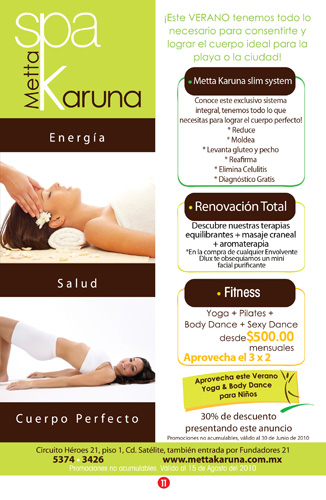 spa
Metta
Karuna
Energía
Salud
Cuerpo Perfecto
¡Este VERANO tenemos todo lo
necesario para consentirte y
lograr el cuerpo ideal para la
playa o la ciudad!
• Metta Karuna slim system
Conoce este exclusivo sistema
integral, tenemos todo lo que
necesitas para lograr el cuerpo perfecto!
* Reduce
* Moldea
* Levanta gluteo y pecho
* Reafirma
* Elimina Celulitis
* Diagnóstico Gratis
• Renovación Total
Descubre nuestras terapias
equilibrantes + masaje craneal
+ aromaterapia
*En la compra de cualquier Envolvente
Dlux te obsequiamos un mini
facial purificante
• Fitness
Yoga + Pilates +
Body Dance + Sexy Dance
desde $500.00
mensuales
Aprovecha el 3 x 2
Aprovecha este Verano
Yoga & Body Dance
para Niños
30% de descuento
presentando este anuncio
Promociones no acumulables, válido al 30 de Junio de 2010
Circuito Héroes 21, piso 1, Cd. Satélite, también entrada por Fundadores 21
5374 • 3426 www.mettakaruna.com.mx
Promociones no acumulables. Válido al 15 de Agosto del 2010
11